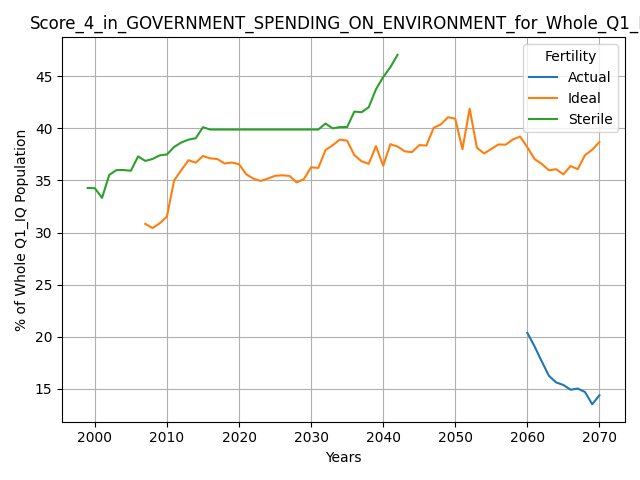 Score_4_in_GOVERNMENT_SPENDING_ON_ENVIRONMENT_for_Whole_Q1_
Fertility
Actual
Ideal
Sterile
% of Whole Q1_IQ Population
45
40
35
30
25
20
15
2000
2010
2020
2030
2040
2050
2060
2070
Years